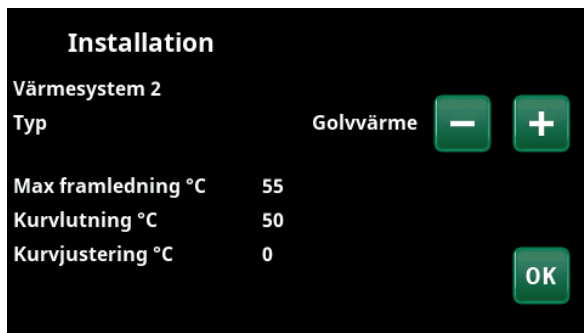 Installation
Värmesystem 2
Typ Golvvärme − +
Max framledning °C 55
Kurvlutning °C 50
Kurvjustering °C 0
OK